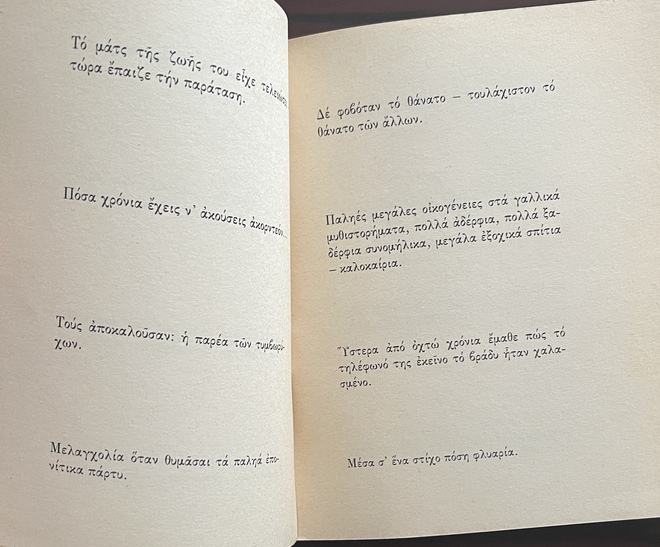 Τό μάτς τῆς ζωῆς του εἶχε τελειώσει,
τώρα ἔπαιζε τήν παράταση.
Πόσα χρόνια ἔχεις ν' ἀκούσεις ἀκορντεόν...
Τούς ἀποκαλοῦσαν: ἡ παρέα τῶν τυμβωρύ-
χων.
Μελαγχολία ὅταν θυμᾶσαι τά παληά ἐπο-
νίτικα πάρτυ.
Δέ φοβόταν τό θάνατο – τουλάχιστον τό
θάνατο τῶν ἄλλων.
Παληές μεγάλες οἰκογένειες στά γαλλικά
μυθιστορήματα, πολλά ἀδέρφια, πολλά ξα-
δέρφια συνομήλικα, μεγάλα ἐξοχικά σπίτια
– καλοκαίρια.
Ὕστερα ἀπό ὀχτώ χρόνια ἔμαθε πώς τό
τηλέφωνό της ἐκεῖνο τό βράδυ ἦταν χαλα-
σμένο.
Μέσα σ' ἕνα στίχο πόση φλυαρία.